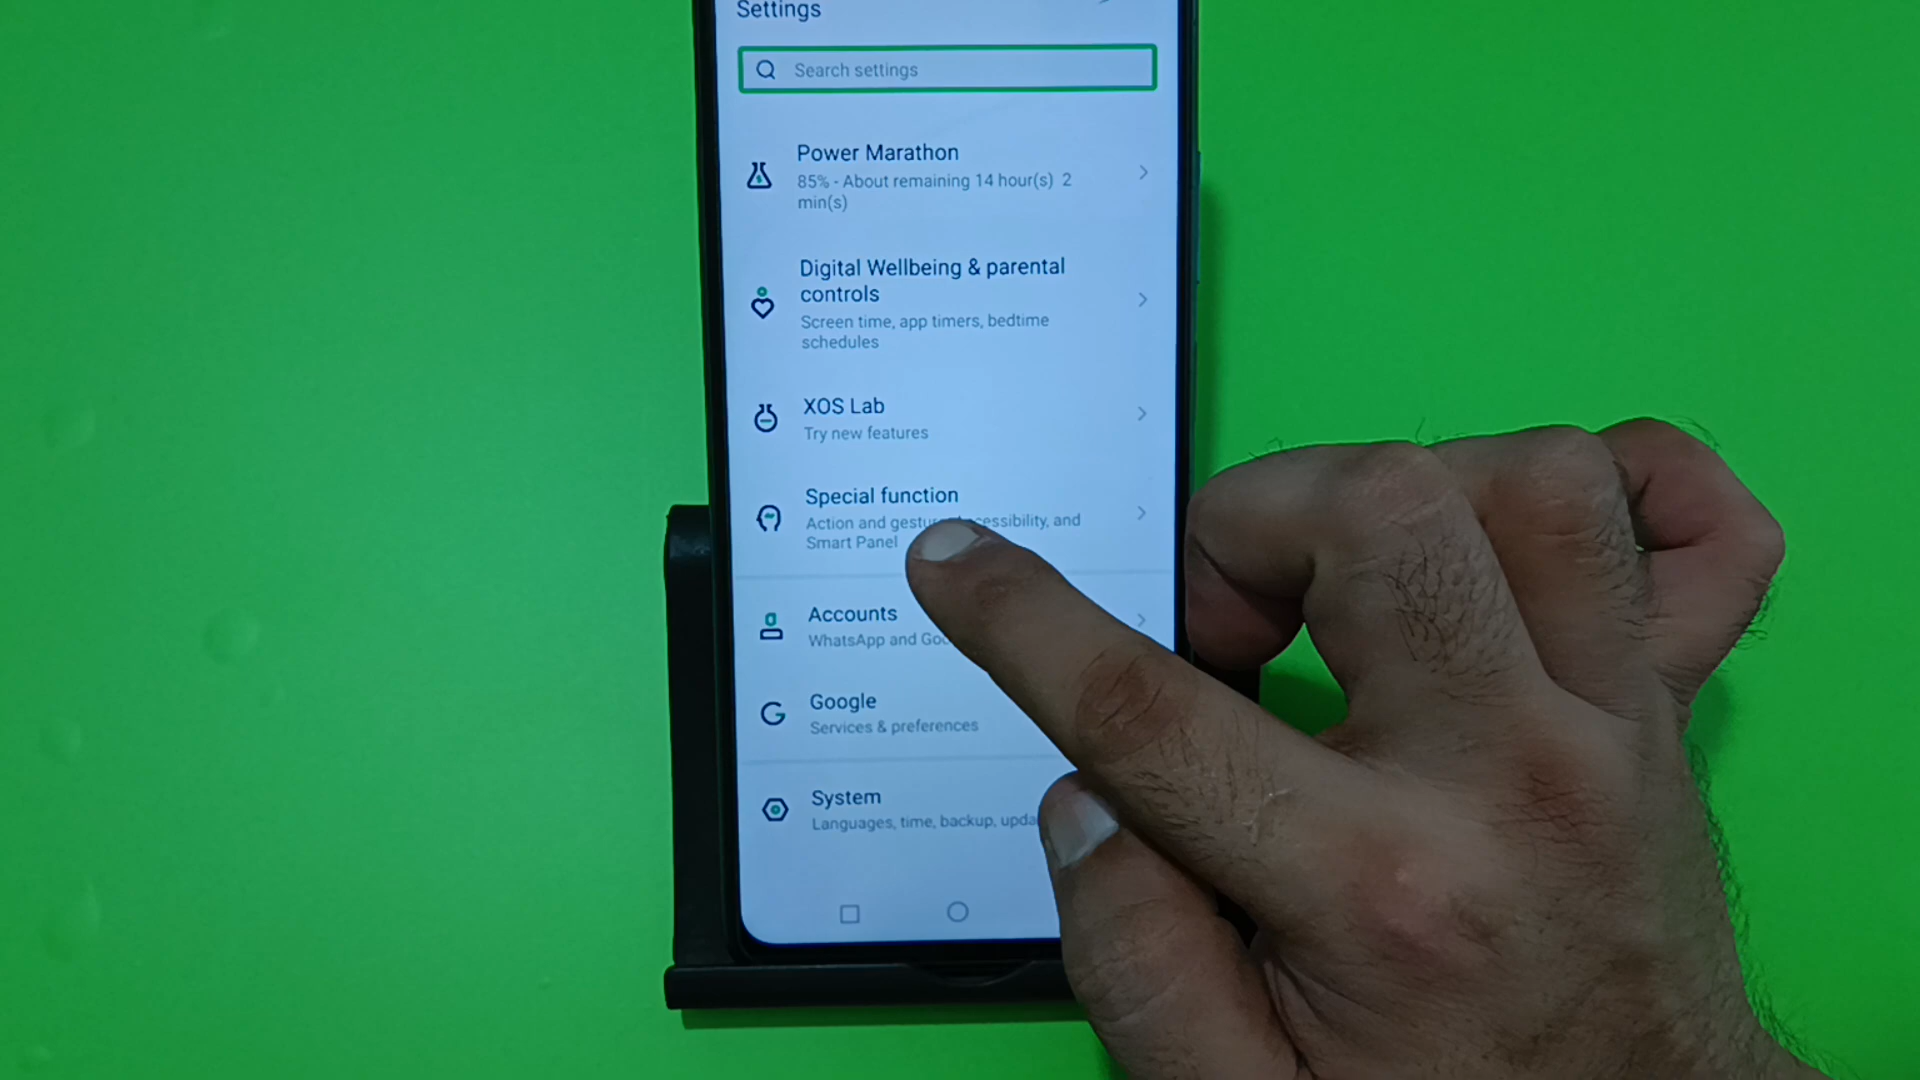 Settings
Search settings
Power Marathon
85% - About remaining 14 hour(s) 2
min(s)
Digital Wellbeing & parental
controls
Screen time, app timers, bedtime
schedules
XOS Lab
Try new features
Special function
Action and and
Smart Panel
Accounts
WhatsApp and
Google
Services & preferences
System
Languages, time, backup,